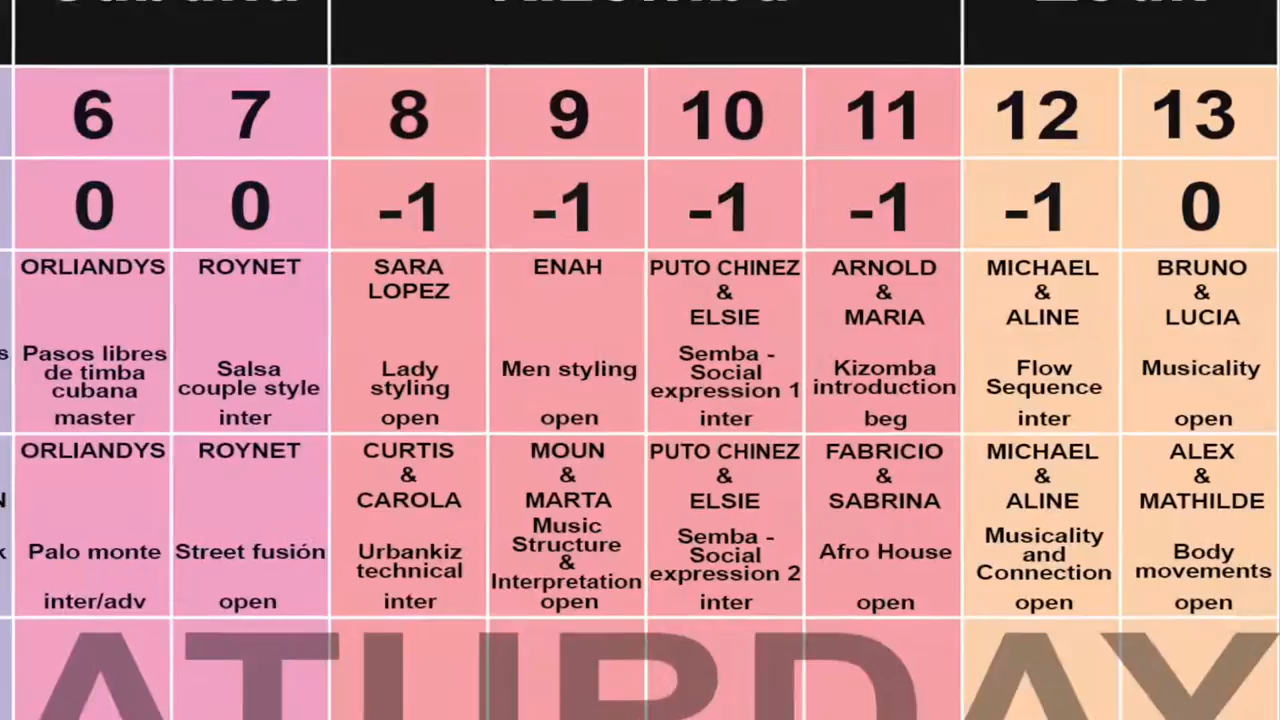 6 7 8 9 10 11 12 13
0 0 -1 -1 -1 -1 -1 0
ORLIANDYS
Pasos libres
de timba
cubana
master
ROYNET
Salsa
couple style
inter
SARA
LOPEZ
Lady
styling
open
ENAH
Men styling
open
PUTO CHINEZ
&
ELSIE
Semba -
Social
expression 1
inter
ARNOLD
&
MARIA
Kizomba
introduction
beg
MICHAEL
&
ALINE
Flow
Sequence
inter
BRUNO
&
LUCIA
Musicality
open
ORLIANDYS
Palo monte
inter/adv
ROYNET
Street fusión
open
CURTIS
&
CAROLA
Urbankiz
technical
inter
MOUN
&
MARTA
Music
Structure
&
Interpretation
open
PUTO CHINEZ
&
ELSIE
Semba -
Social
expression 2
inter
FABRICIO
&
SABRINA
Afro House
open
MICHAEL
&
ALINE
Musicality
and
Connection
open
ALEX
&
MATHILDE
Body
movements
open
ATURDAY